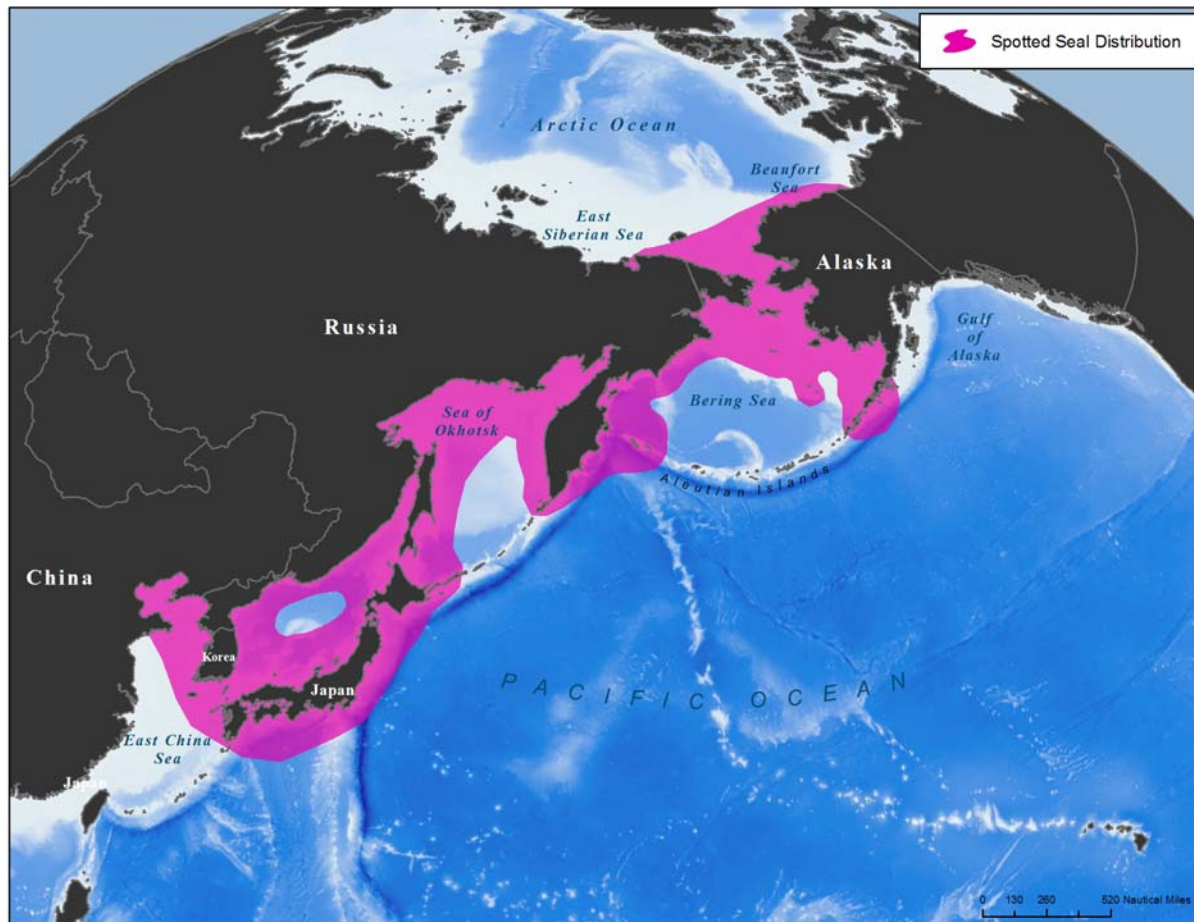 Spotted Seal Distribution
Arctic Ocean
Beaufort
Sea
East
Siberian Sea
Alaska
Russia
Gulf
of
Alaska
Bering Sea
Sea of
Okhotsk
Aleutian Islands
China
Korea
Japan
PACIFIC OCEAN
East China
Sea
Japan
0 130 260 520 Nautical Miles